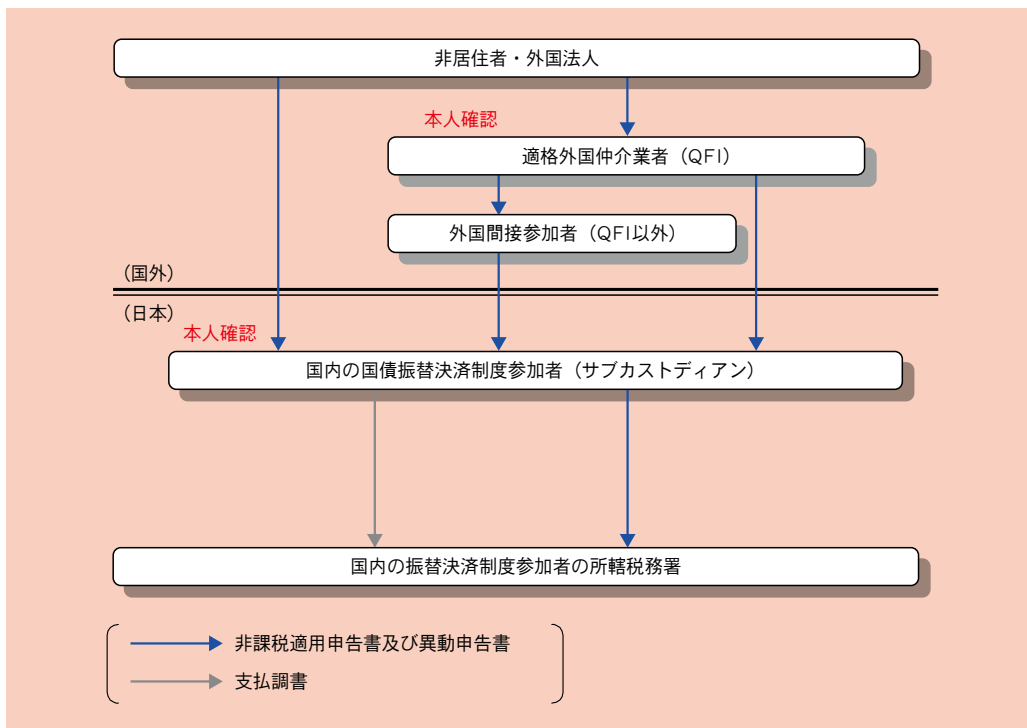 非居住者・外国法人
本人確認
適格外国仲介業者（QFI）
外国間接参加者（QFI以外）
（国外）
（日本）
本人確認
国内の国債振替決済制度参加者（サブカストディアン）
国内の振替決済制度参加者の所轄税務署
非課税適用申告書及び異動申告書
支払調書